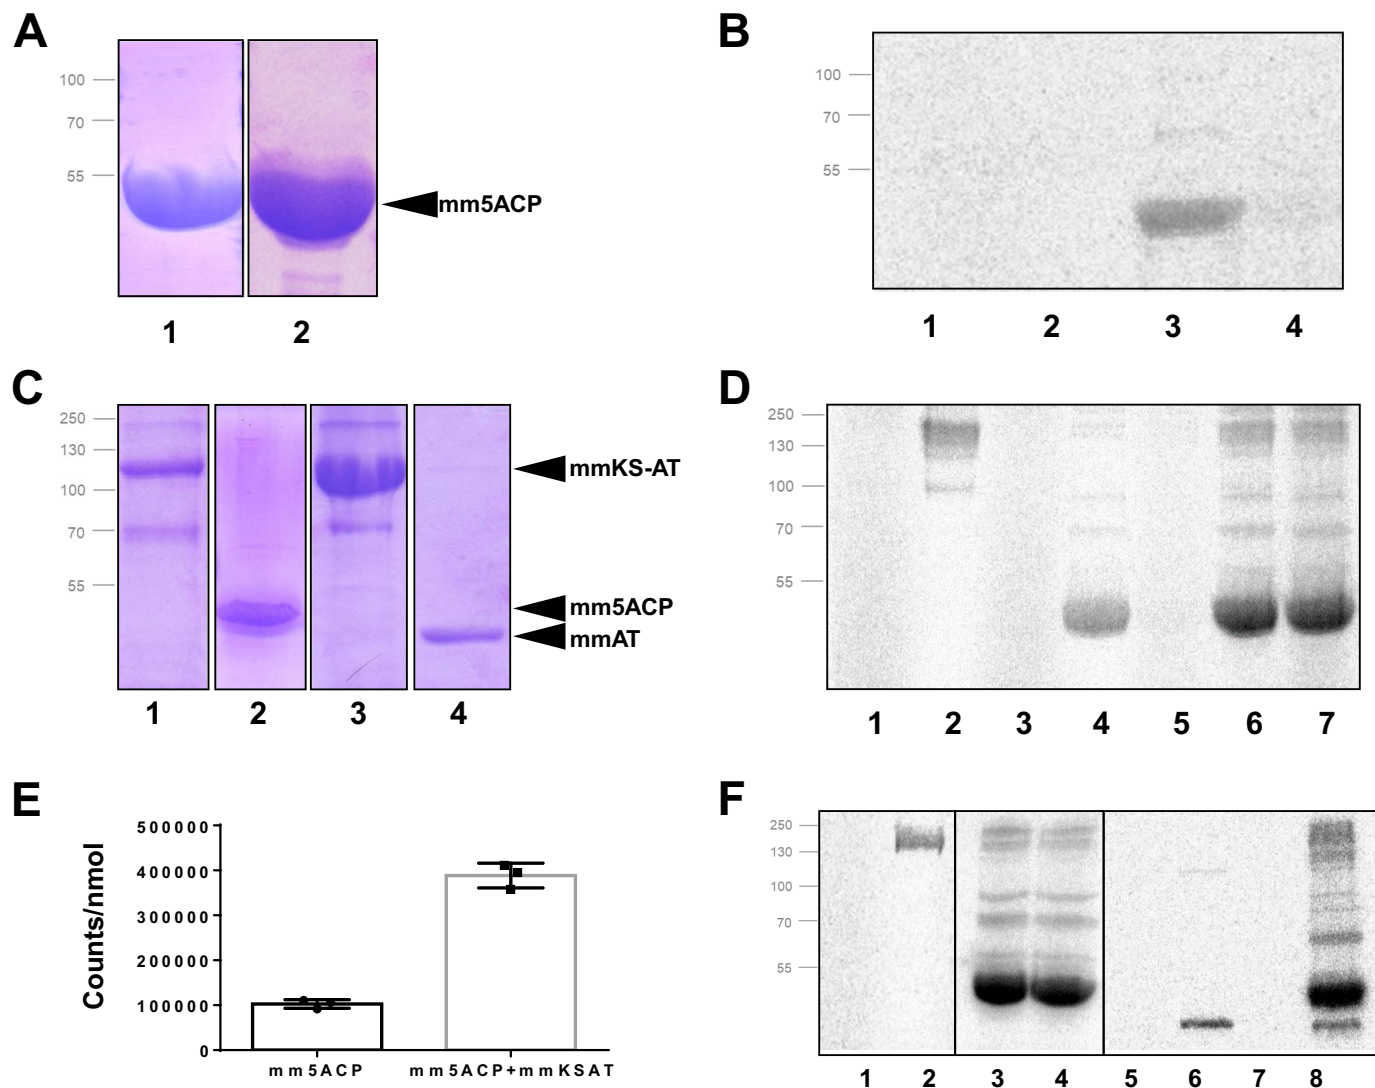 A
100
70
55
mm5ACP
1 2
B
100
70
55
1 2 3 4
C
250
130
100
70
55
mmKS-AT
mm5ACP
mmAT
1 2 3 4
D
250
130
100
70
55
1 2 3 4 5 6 7
E
Counts/nmol
500000
400000
300000
200000
100000
0
mm5ACP mm5ACP+mmKSAT
F
250
130
100
70
55
1 2 3 4 5 6 7 8